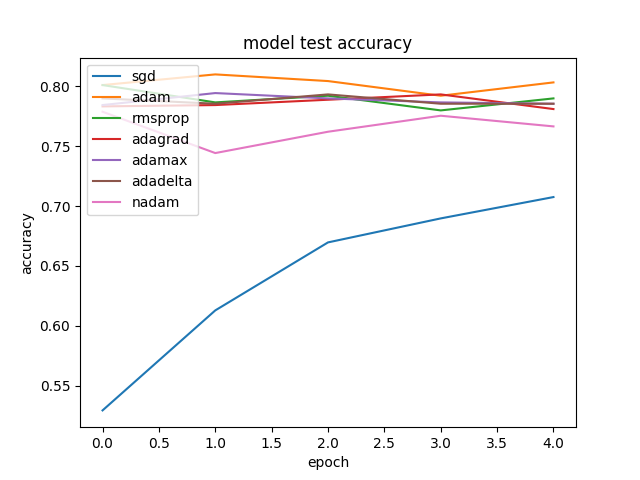 model test accuracy
accuracy
0.80
0.75
0.70
0.65
0.60
0.55
sgd
adam
rmsprop
adagrad
adamax
adadelta
nadam
0.0 0.5 1.0 1.5 2.0 2.5 3.0 3.5 4.0
epoch